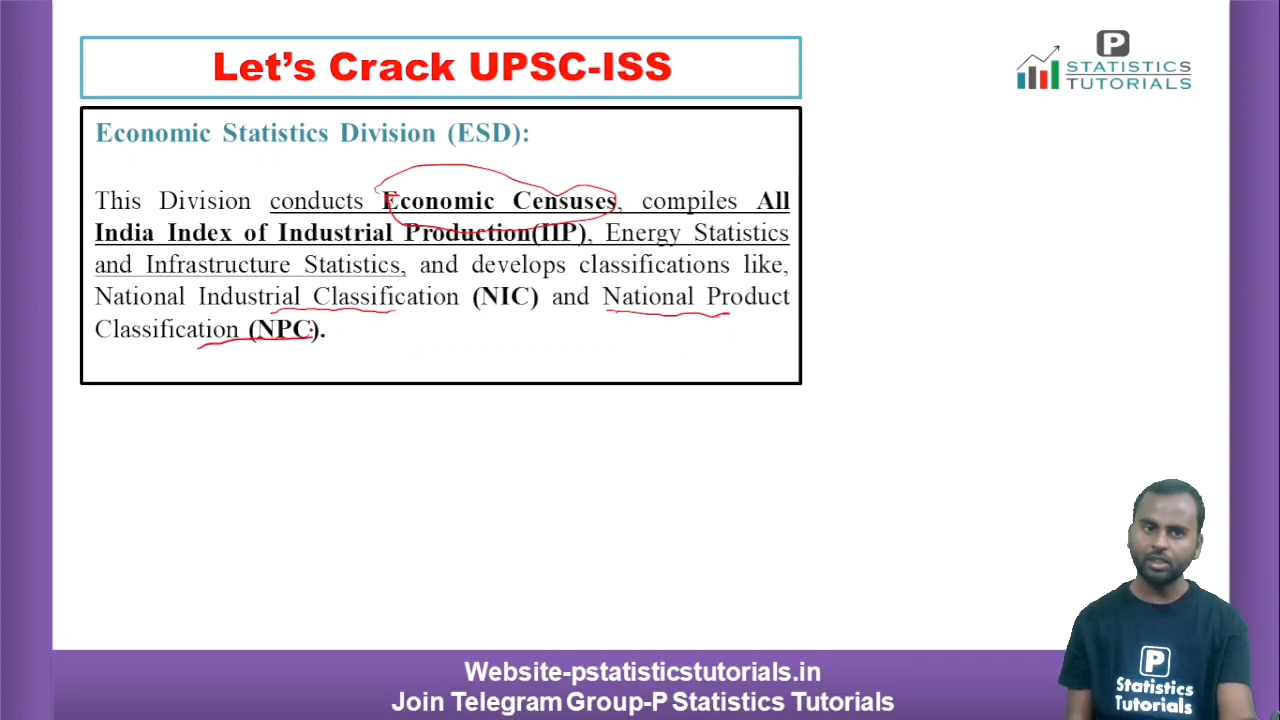 Let's Crack UPSC-ISS
P
STATISTICS
TUTORIALS
Economic Statistics Division (ESD):
This Division conducts Economic Censuses, compiles All
India Index of Industrial Production(IIP), Energy Statistics
and Infrastructure Statistics, and develops classifications like,
National Industrial Classification (NIC) and National Product
Classification (NPC).
P
Statistics
Tutorials
Website-pstatisticstutorials.in
Join Telegram Group-P Statistics Tutorials